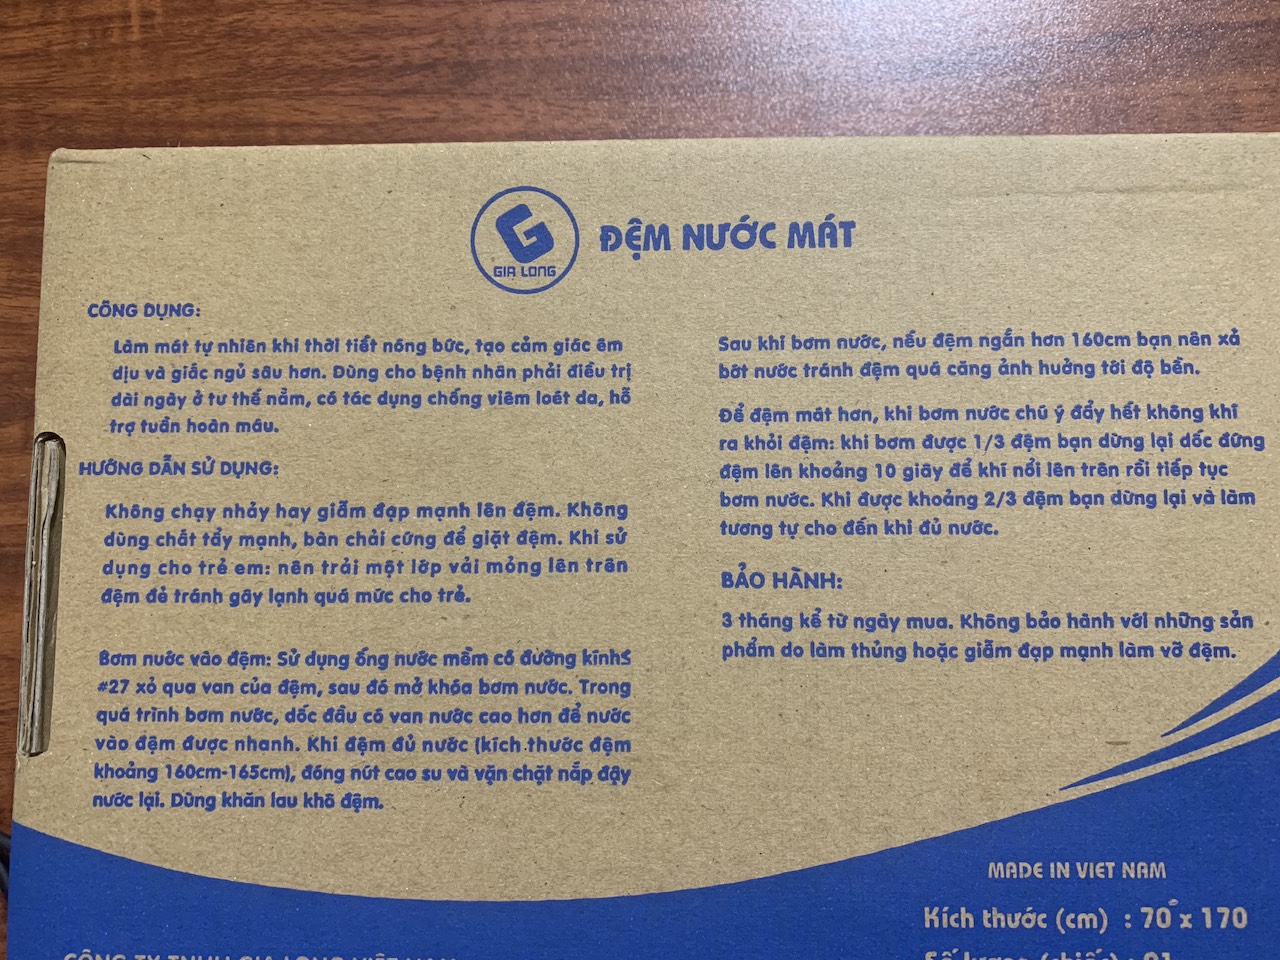 GIA LONG
ĐỆM NƯỚC MÁT
CÔNG DỤNG:
Làm mát tự nhiên khi thời tiết nóng bức, tạo cảm giác êm
dịu và giấc ngủ sâu hơn. Dùng cho bệnh nhân phải điều trị
dài ngày ở tư thế nằm, có tác dụng chống viêm loét da, hỗ
trợ tuần hoàn máu.
HƯỚNG DẪN SỬ DỤNG:
Không chạy nhảy hay giẫm đạp mạnh lên đệm. Không
dùng chất tẩy mạnh, bàn chải cứng để giặt đệm. Khi sử
dụng cho trẻ em: nên trải một lớp vải mỏng lên trên
đệm để tránh gây lạnh quá mức cho trẻ.
Bơm nước vào đệm: Sử dụng ống nước mềm có đường kính≤
#27 xỏ qua van của đệm, sau đó mở khóa bơm nước. Trong
quá trình bơm nước, dốc đầu có van nước cao hơn để nước
vào đệm được nhanh. Khi đệm đủ nước (kích thước đệm
khoảng 160cm-165cm), đóng nút cao su và vặn chặt nắp đậy
nước lại. Dùng khăn lau khô đệm.
Sau khi bơm nước, nếu đệm ngắn hơn 160cm bạn nên xả
bớt nước tránh đệm quá căng ảnh hưởng tới độ bền.
Để đệm mát hơn, khi bơm nước chú ý đẩy hết không khí
ra khỏi đệm: khi bơm được 1/3 đệm bạn dừng lại dốc đứng
đệm lên khoảng 10 giây để khí nổi lên trên rồi tiếp tục
bơm nước. Khi được khoảng 2/3 đệm bạn dừng lại và làm
tương tự cho đến khi đủ nước.
BẢO HÀNH:
3 tháng kể từ ngày mua. Không bảo hành với những sản
phẩm do làm thủng hoặc giẫm đạp mạnh làm vỡ đệm.
MADE IN VIET NAM
Kích thước (cm) : 70 x 170
Số lượng (chiếc) : 01
CÔNG TY TNHH GIA LONG VIỆT NAM